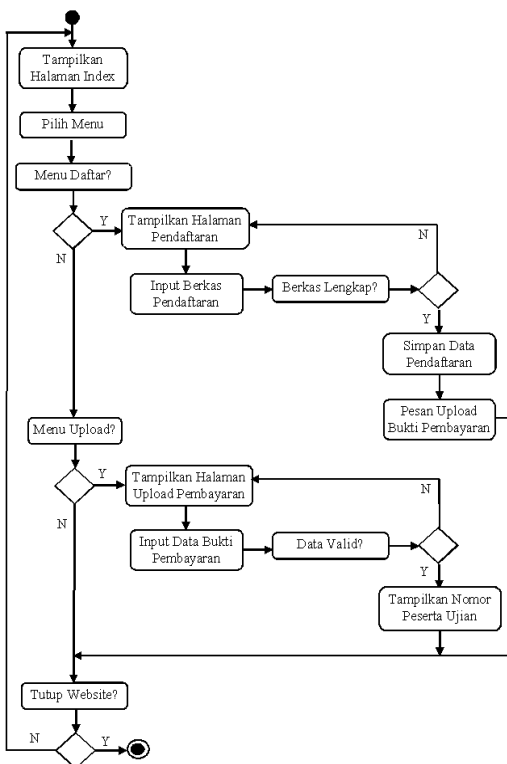 Tampilkan
Halaman Index
Pilih Menu
Menu Daftar?
Y
N
Tampilkan Halaman
Pendaftaran
Input Berkas
Pendaftaran
Berkas Lengkap?
N
Y
Simpan Data
Pendaftaran
Pesan Upload
Bukti Pembayaran
Menu Upload?
Y
N
Tampilkan Halaman
Upload Pembayaran
Input Data Bukti
Pembayaran
Data Valid?
N
Y
Tampilkan Nomor
Peserta Ujian
Tutup Website?
N
Y